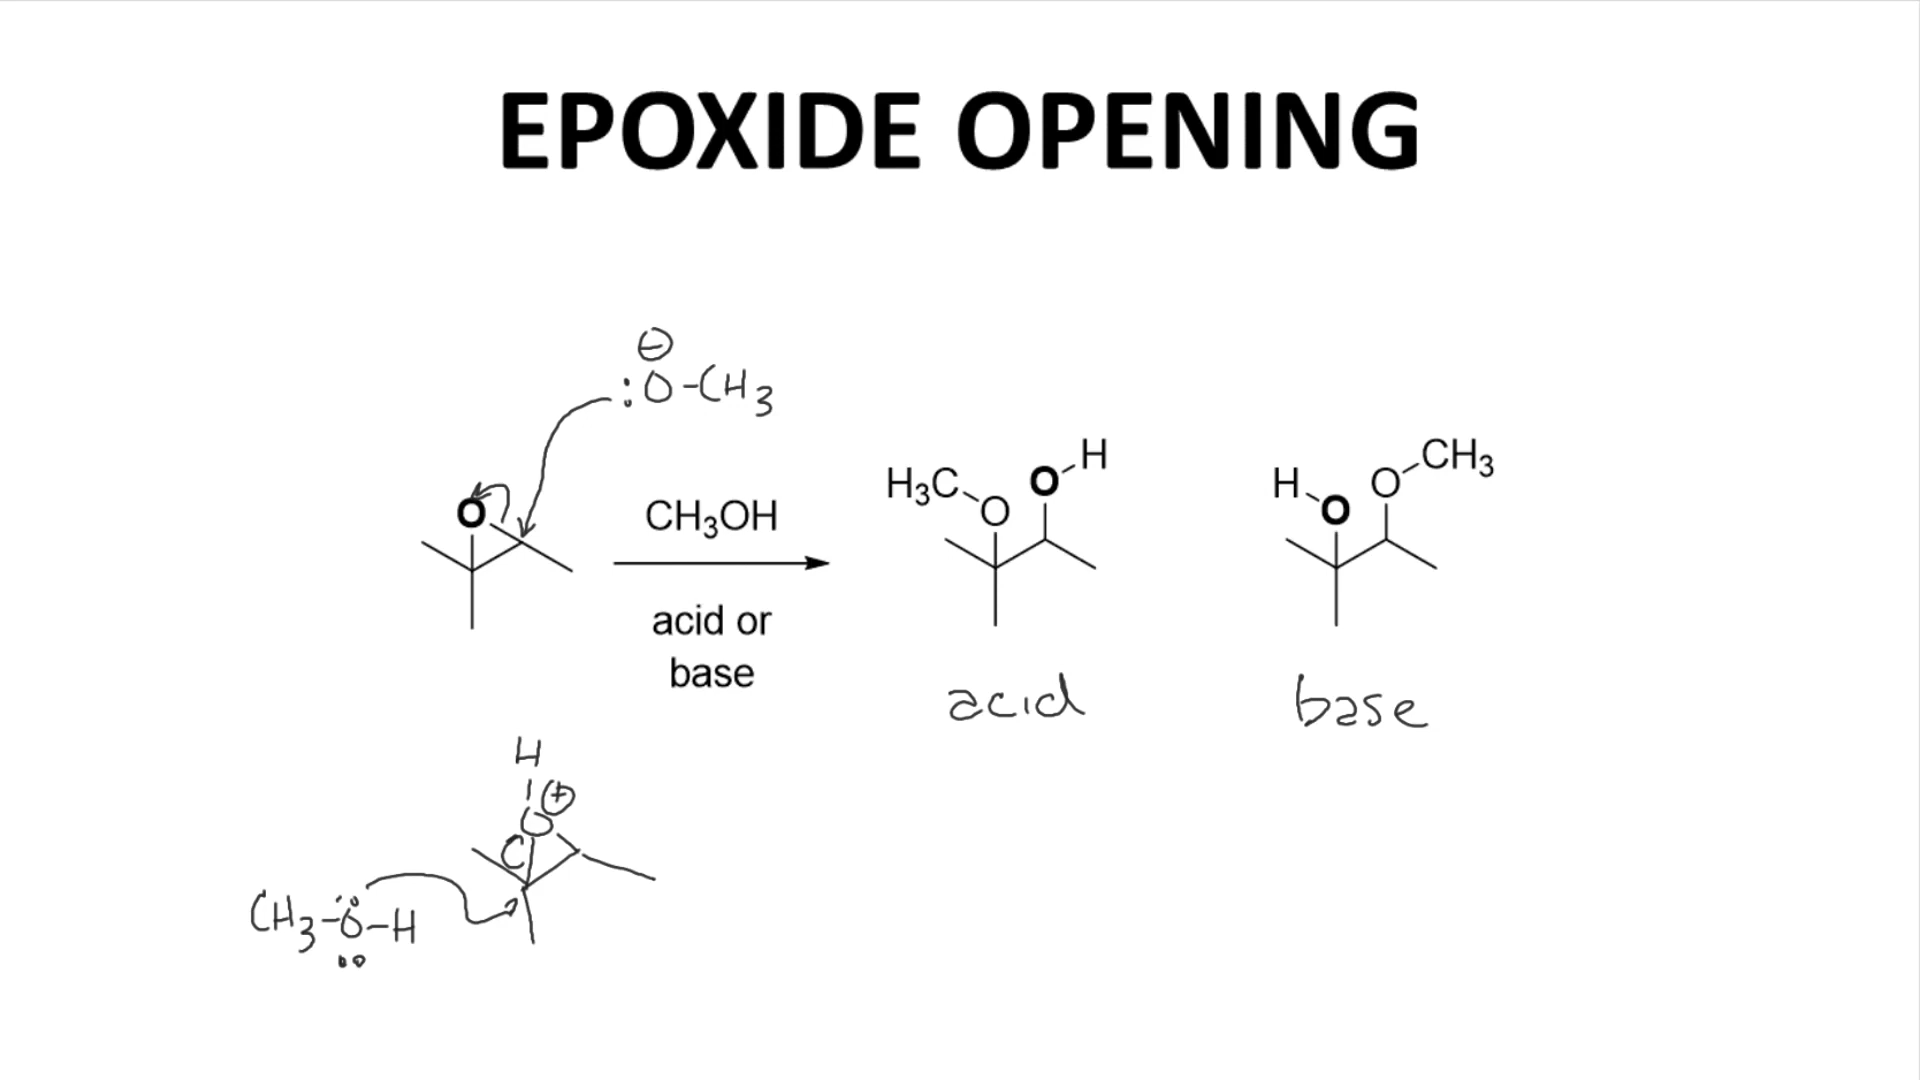 EPOXIDE OPENING
⊖
:O-CH3
O
CH₃OH
acid or
base
H₃C
O
O
H
H
O
O
CH₃
acid
base
H
O ⊕
CH3-O-H